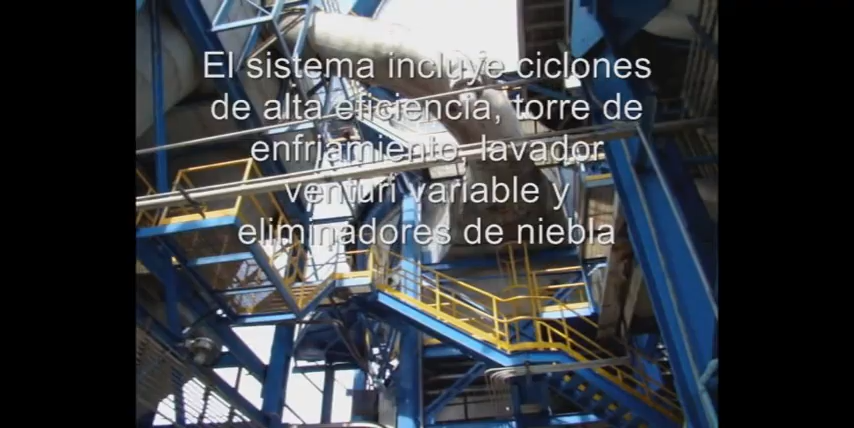 El sistema incluye ciclones
de alta eficiencia, torre de
enfriamiento, lavador
venturi variable y
eliminadores de niebla